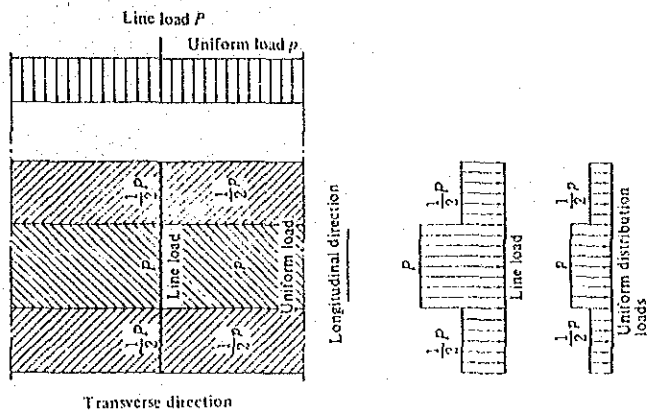 Line load P
Uniform load p
1/2 P
1/2 P
P
Line load
p
Uniform load
1/2 P
1/2 P
Longitudinal direction
Transverse direction
1/2 P
P
1/2 P
Line load
1/2 P
p
1/2 P
Uniform distribution
loads